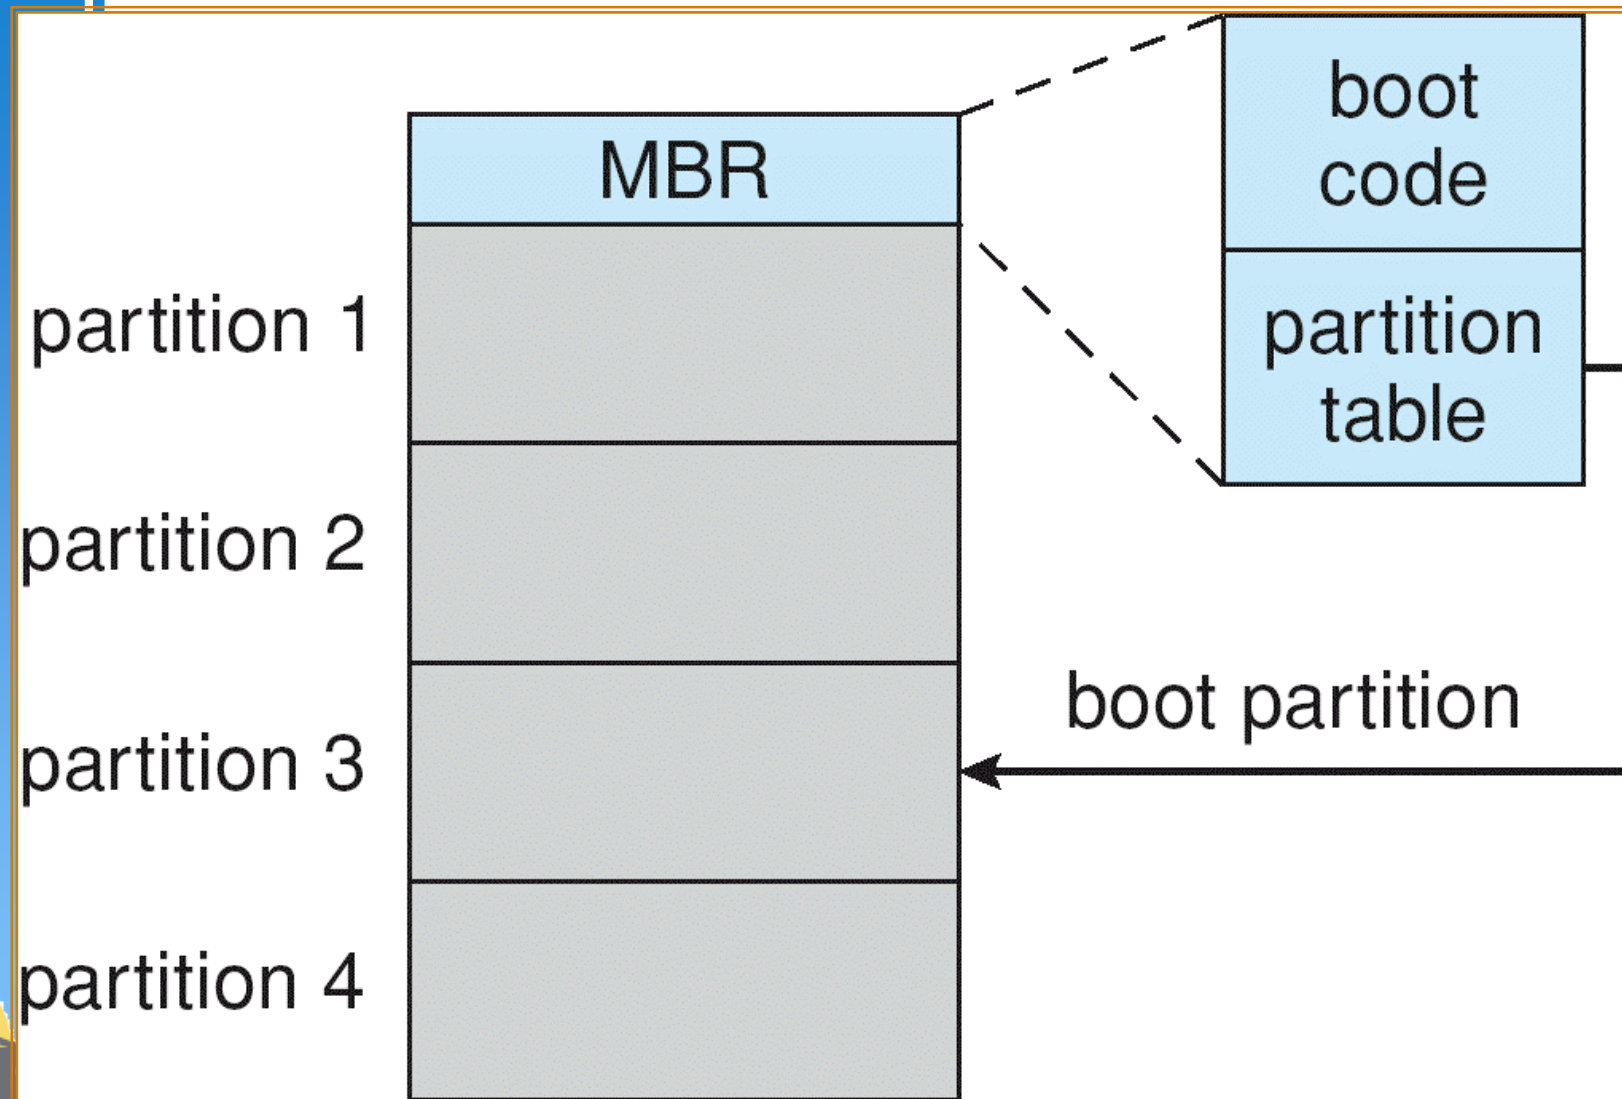 boot
code
MBR
partition 1
partition
table
partition 2
boot partition
partition 3
partition 4